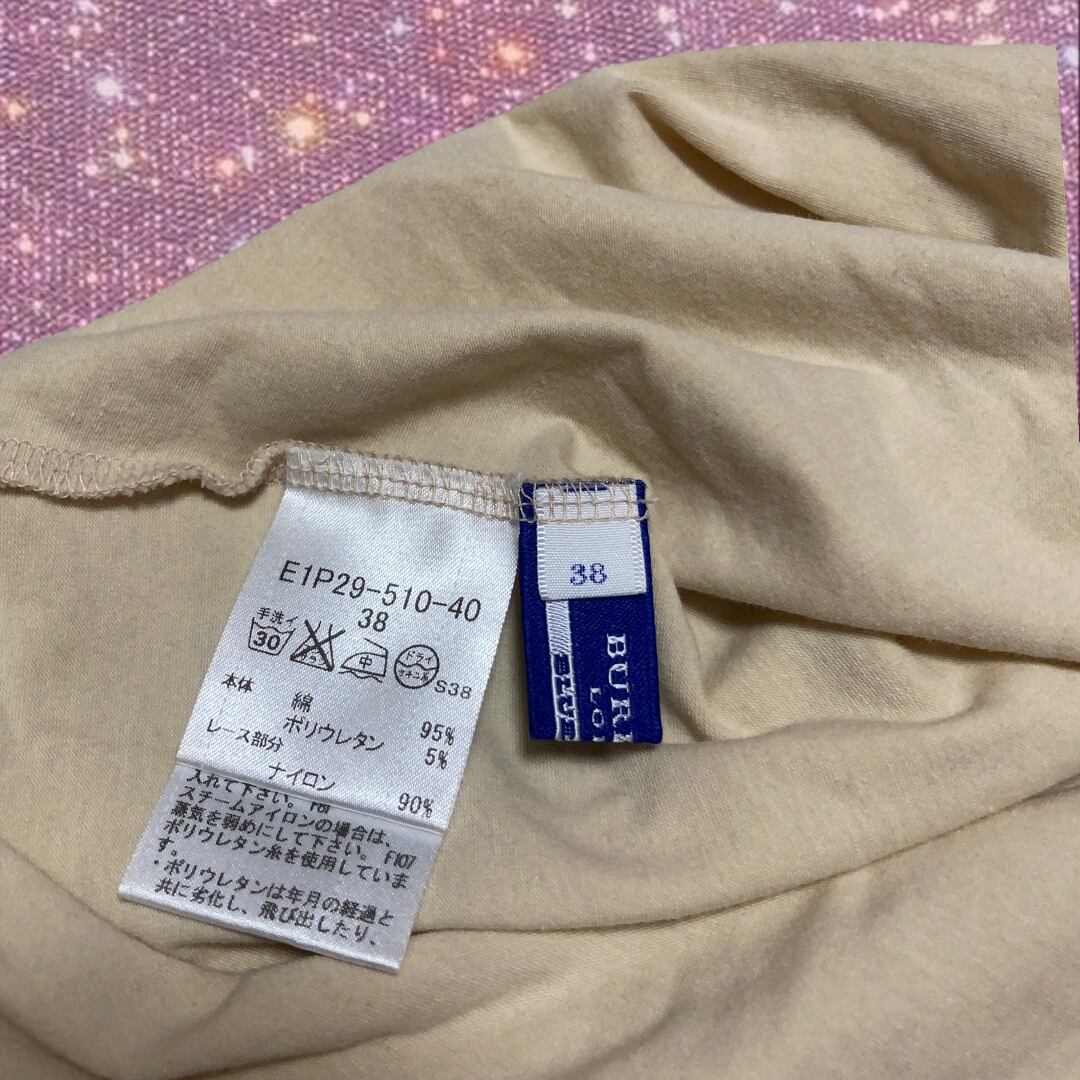 E1P29-510-40
38
手洗イ
30
中
ドライ
S38
本体
綿 95%
ポリウレタン 5%
レース部分
ナイロン 90%
入れて下さい。
スチームアイロンの場合は、
蒸気を弱めにして下さい。 F107
ポリウレタン糸を使用していま
す。
・ポリウレタンは年月の経過と
共に劣化し、飛び出したり、
38